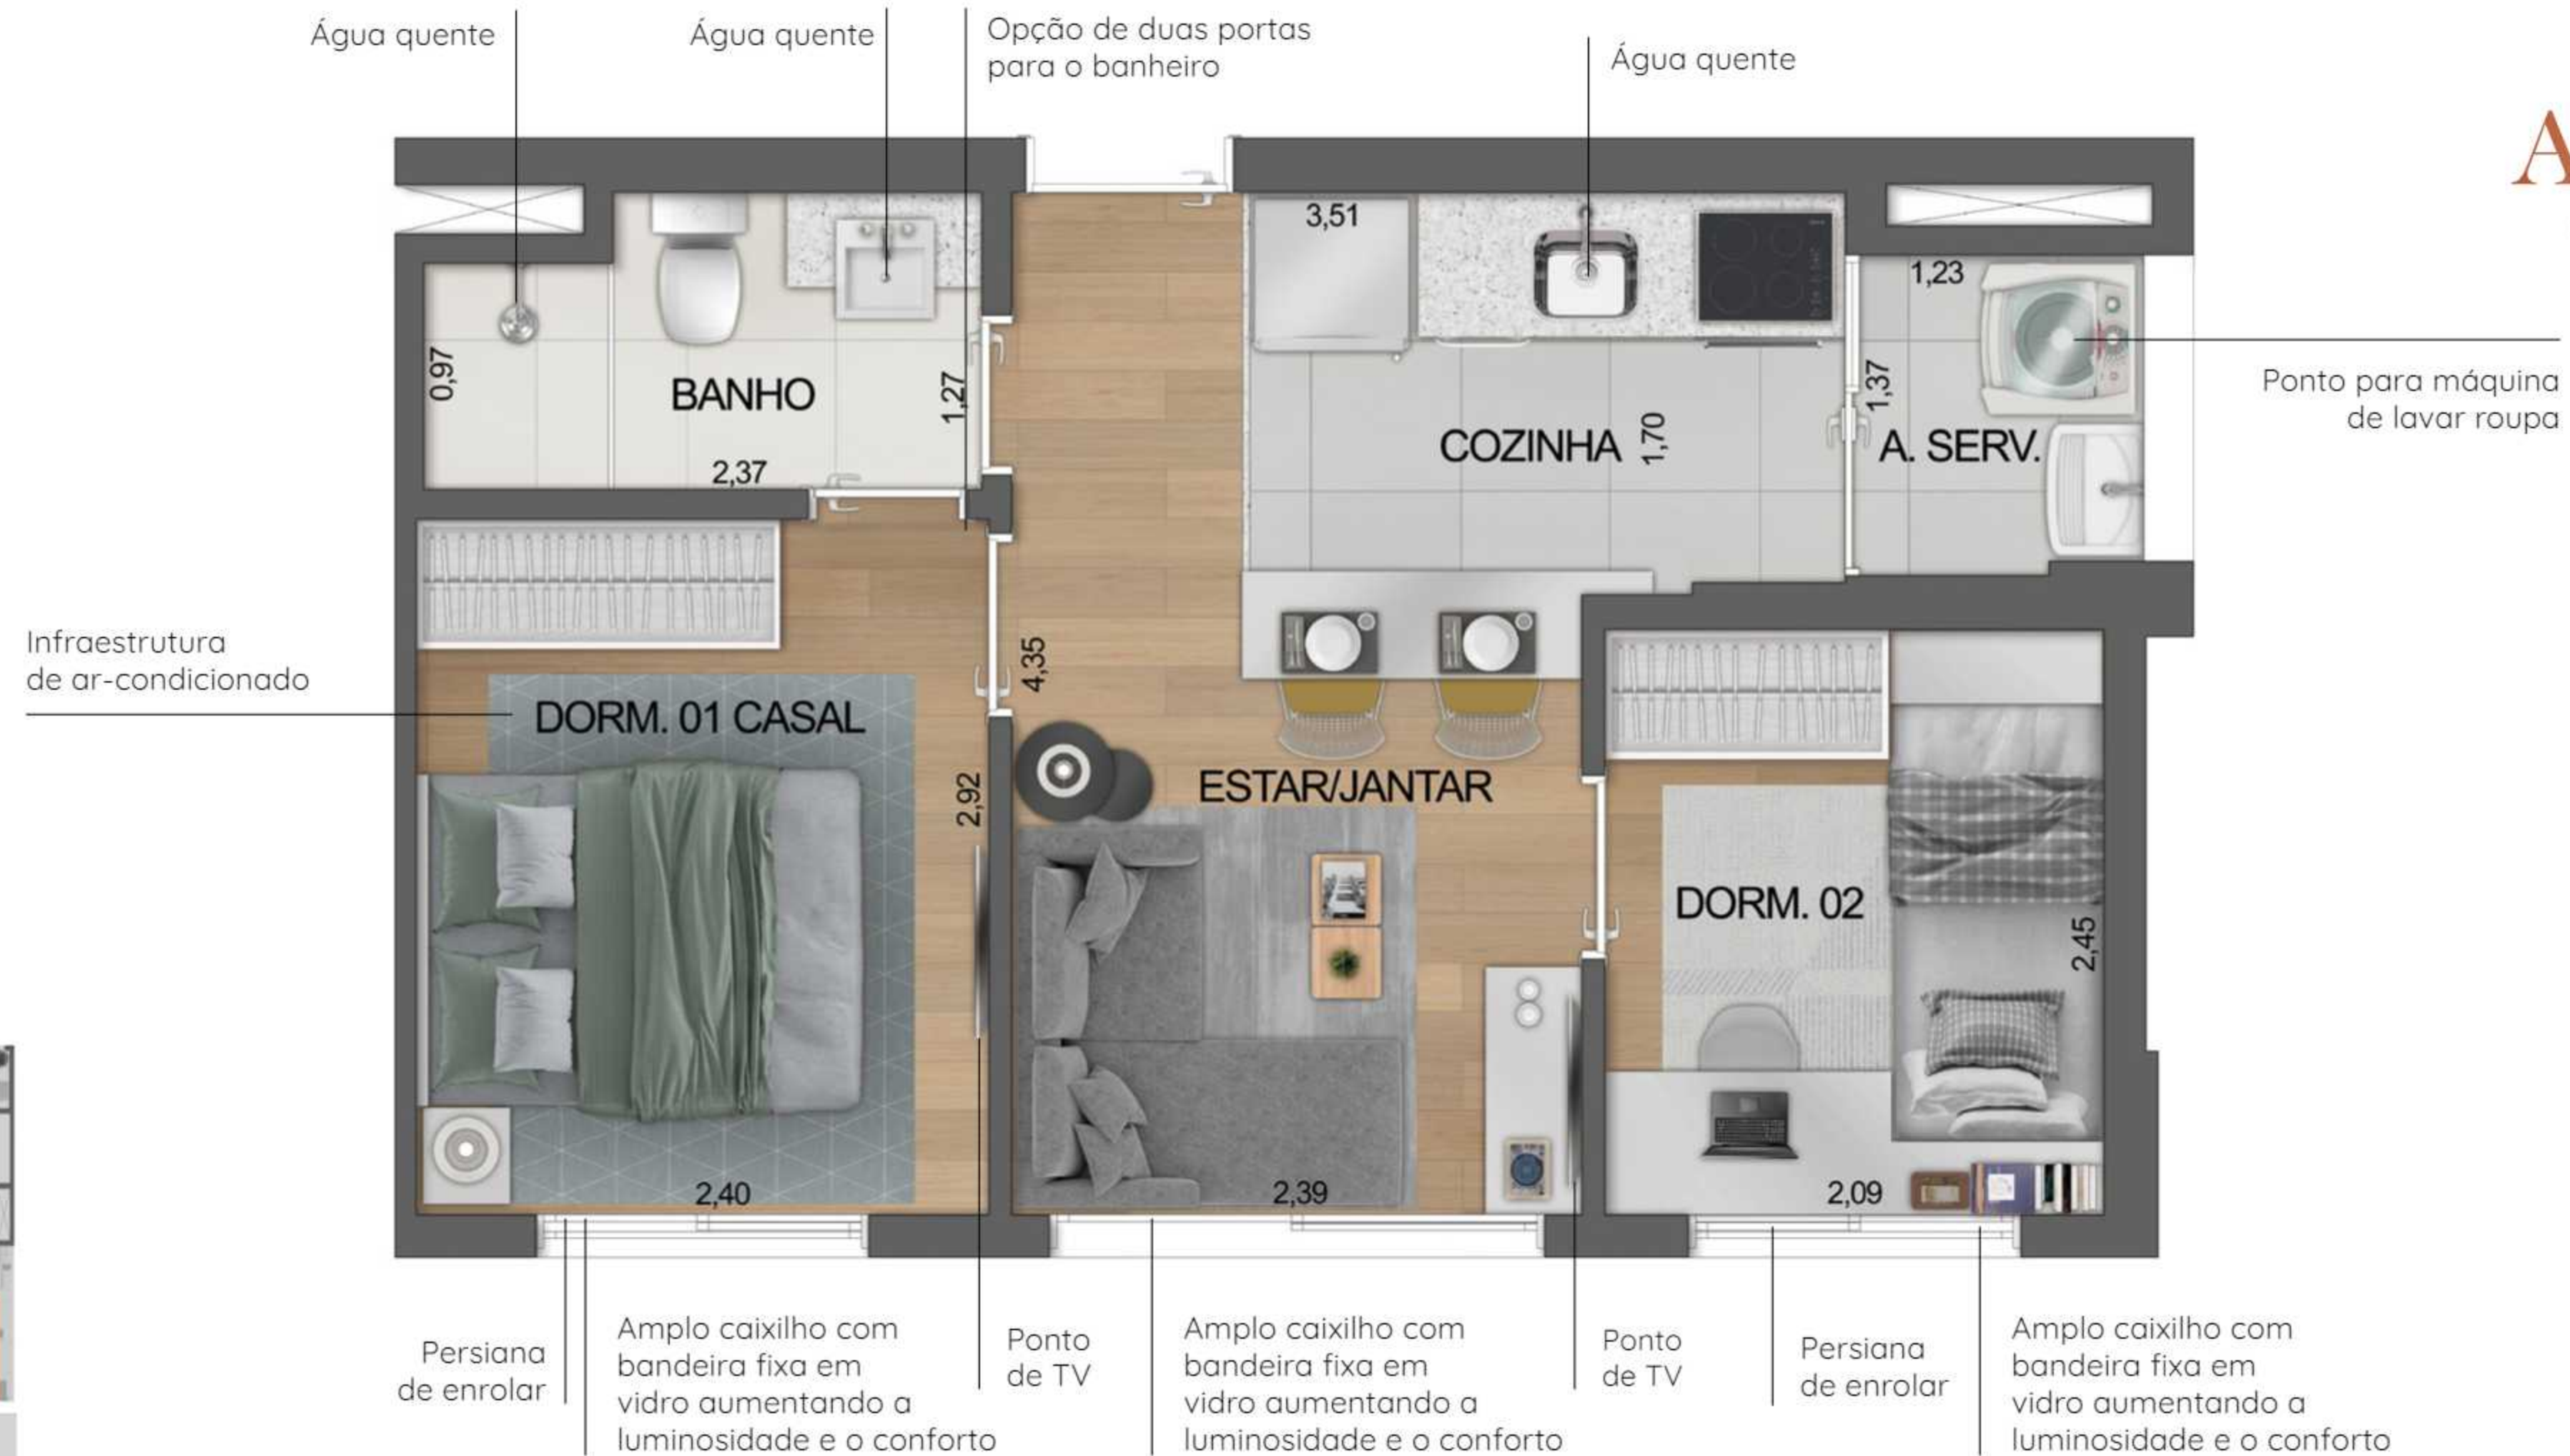 Água quente
Água quente
Opção de duas portas
para o banheiro
Água quente
A
3,51
1,23
0,97
BANHO
1,27
2,37
COZINHA
1,70
1,37
A. SERV.
Ponto para máquina
de lavar roupa
Infraestrutura
de ar-condicionado
DORM. 01 CASAL
4,35
2,92
ESTAR/JANTAR
DORM. 02
2,45
2,40
2,39
2,09
Persiana
de enrolar
Amplo caixilho com
bandeira fixa em
vidro aumentando a
luminosidade e o conforto
Ponto
de TV
Amplo caixilho com
bandeira fixa em
vidro aumentando a
luminosidade e o conforto
Ponto
de TV
Persiana
de enrolar
Amplo caixilho com
bandeira fixa em
vidro aumentando a
luminosidade e o conforto